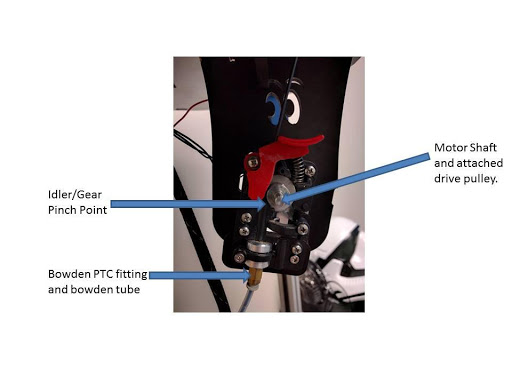 Motor Shaft
and attached
drive pulley.
Idler/Gear
Pinch Point
Bowden PTC fitting
and bowden tube